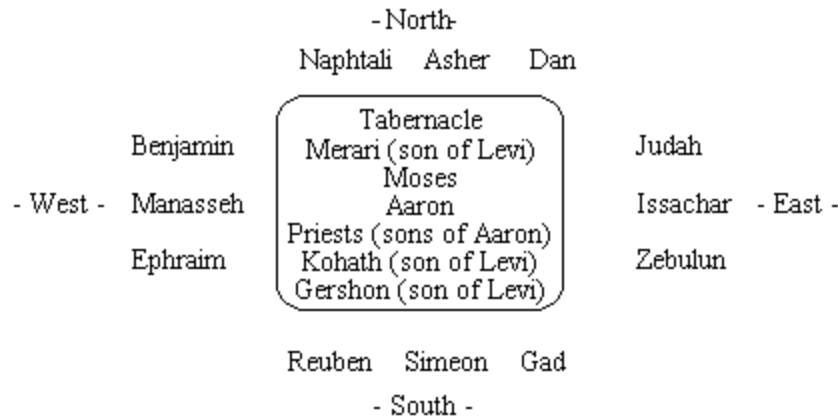 - North-
Naphtali Asher Dan
Tabernacle
Benjamin Merari (son of Levi) Judah
Moses
- West - Manasseh Aaron Issachar - East -
Priests (sons of Aaron)
Ephraim Kohath (son of Levi) Zebulun
Gershon (son of Levi)
Reuben Simeon Gad
- South -